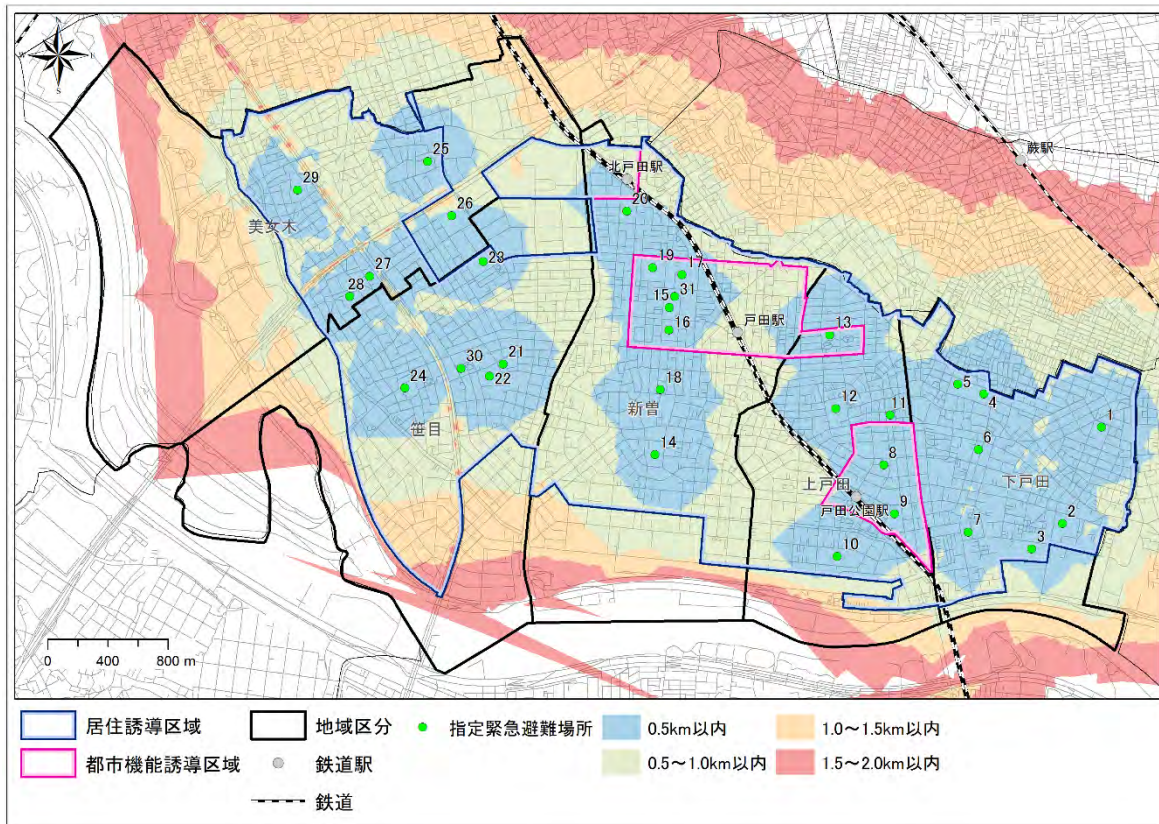 N
W
E
S
蕨駅
北戸田駅
25
29
26
20
美女木
23
27
19
17
28
31
15
16
戸田駅
13
30
21
22
24
18
5
4
12
11
1
新曽
笹目
6
14
8
上戸田
下戸田
戸田公園駅
9
2
7
3
10
0 400 800 m
居住誘導区域
地域区分
指定緊急避難場所
0.5km以内
1.0～1.5km以内
都市機能誘導区域
鉄道駅
0.5～1.0km以内
1.5～2.0km以内
鉄道